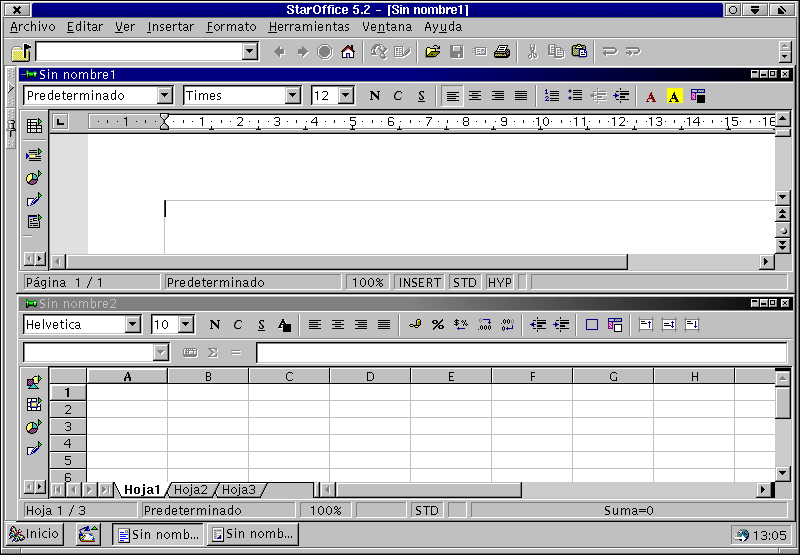 StarOffice 5.2 - [Sin nombre1]
Archivo Editar Ver Insertar Formato Herramientas Ventana Ayuda
Sin nombre1
Predeterminado Times 12 N C S A A
1 1 2 3 4 5 6 7 8 9 10 11 12 13 14 15 16
Página 1 / 1 Predeterminado 100% INSERT STD HYP
Sin nombre2
Helvetica 10 N C S A % $% .000 .000
Σ =
A B C D E F G H
1
2
3
4
5
6
Hoja1 Hoja2 Hoja3
Hoja 1 / 3 Predeterminado 100% STD Suma=0
Inicio Sin nomb... Sin nomb... 13:05